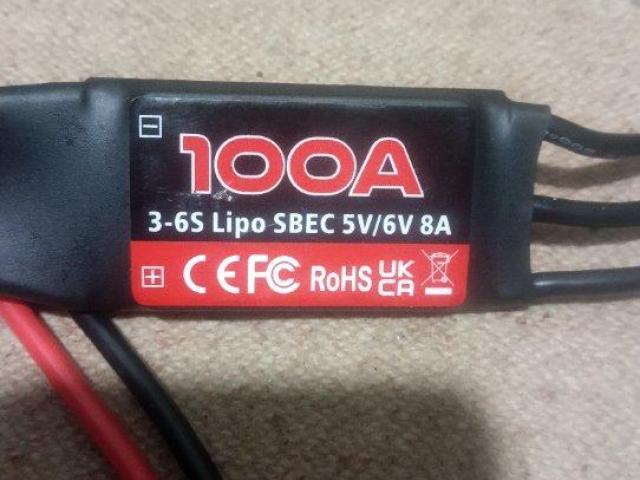 100A
3-6S Lipo SBEC 5V/6V 8A
CE FC RoHS UK CA